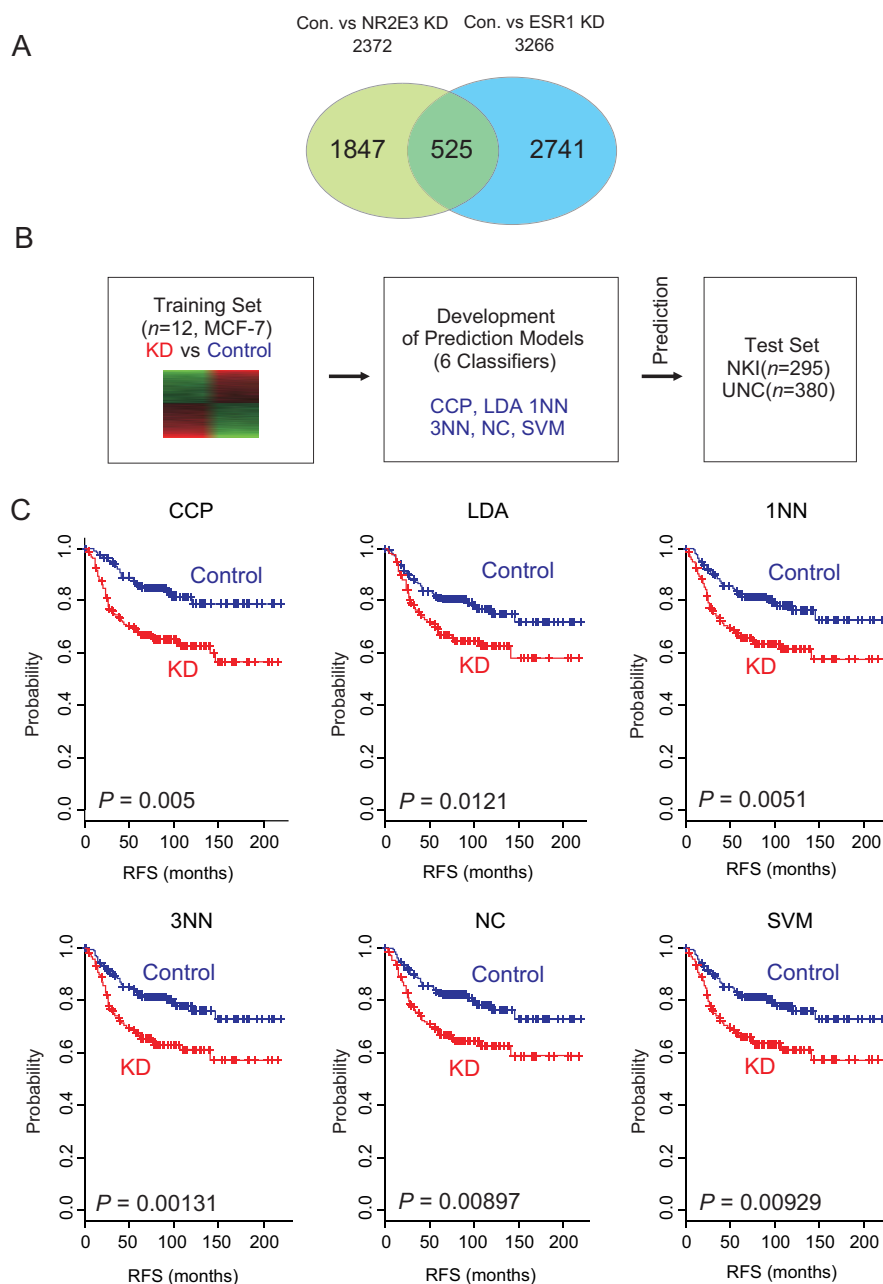 A
Con. vs NR2E3 KD
2372
Con. vs ESR1 KD
3266
1847
525
2741
B
Training Set
(n=12, MCF-7)
KD vs Control
Development
of Prediction Models
(6 Classifiers)
CCP, LDA 1NN
3NN, NC, SVM
Prediction
Test Set
NKI(n=295)
UNC(n=380)
C
CCP
Probability
1.0
0.8
0.6
0.4
0.2
0.0
Control
KD
P = 0.005
0 50 100 150 200
RFS (months)
LDA
Probability
1.0
0.8
0.6
0.4
0.2
0.0
Control
KD
P = 0.0121
0 50 100 150 200
RFS (months)
1NN
Probability
1.0
0.8
0.6
0.4
0.2
0.0
Control
KD
P = 0.0051
0 50 100 150 200
RFS (months)
3NN
Probability
1.0
0.8
0.6
0.4
0.2
0.0
Control
KD
P = 0.00131
0 50 100 150 200
RFS (months)
NC
Probability
1.0
0.8
0.6
0.4
0.2
0.0
Control
KD
P = 0.00897
0 50 100 150 200
RFS (months)
SVM
Probability
1.0
0.8
0.6
0.4
0.2
0.0
Control
KD
P = 0.00929
0 50 100 150 200
RFS (months)